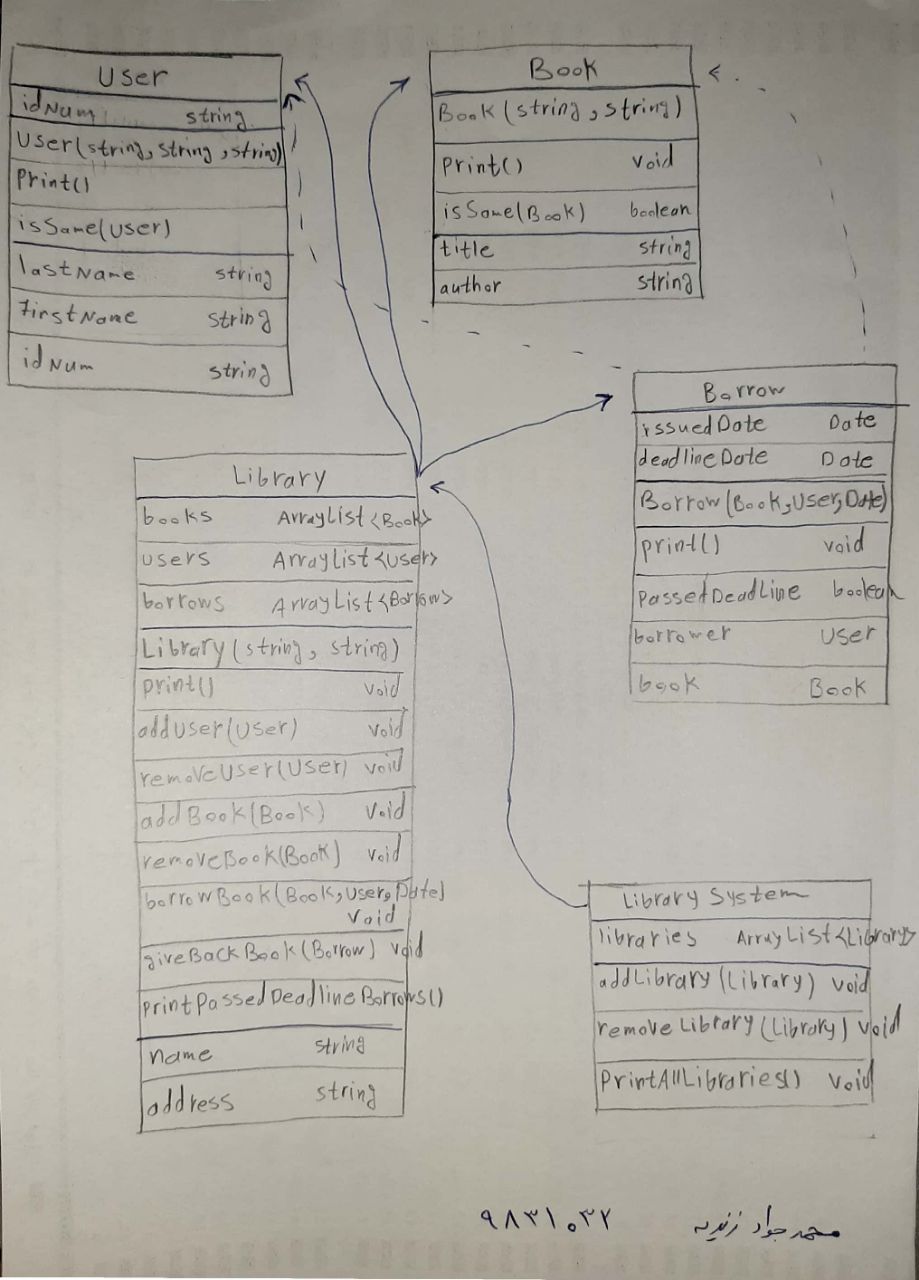 User
idNum string
User(string, string, string)
Print()
isSame(User)
lastName string
FirstName string
idNum string
Book
Book(string, string)
Print() void
isSame(Book) boolean
title string
author string
Borrow
issuedDate Date
deadlineDate Date
Borrow(Book, User, Date)
print() void
PassedDeadLine boolean
borrower User
book Book
Library
books ArrayList<Book>
users ArrayList<User>
borrows ArrayList<Borrow>
Library(string, string)
print() void
addUser(User) void
removeUser(User) void
addBook(Book) void
removeBook(Book) void
borrowBook(Book, User, Date)
void
giveBackBook(Borrow) void
printPassedDeadlineBorrows()
name string
address string
Library System
libraries ArrayList<Library>
addLibrary(Library) void
remove Library(Library) void
PrintAllLibraries() void
محمد جواد زندیه ۹۸۳۱۰۳۲